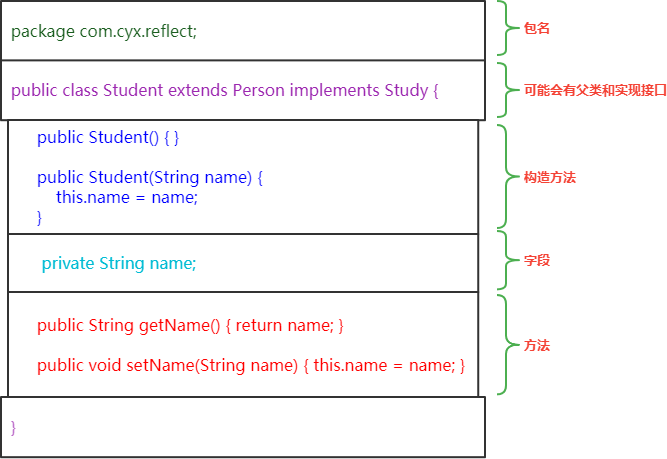 package com.cyx.reflect;
包名
public class Student extends Person implements Study {
可能会有父类和实现接口
public Student() { }
public Student(String name) {
this.name = name;
}
构造方法
private String name;
字段
public String getName() { return name; }
public void setName(String name) { this.name = name; }
方法
}